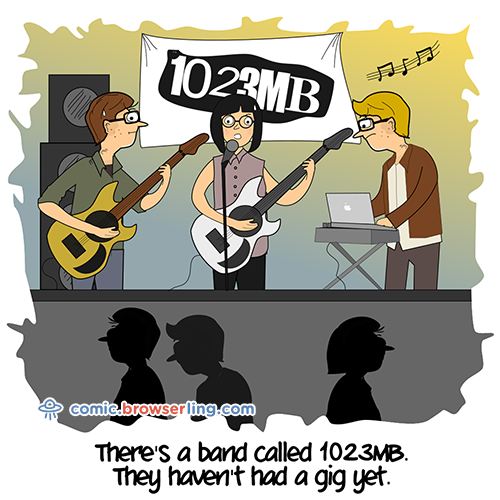 1023MB
comic.browserling.com
There's a band called 1023MB.
They haven't had a gig yet.